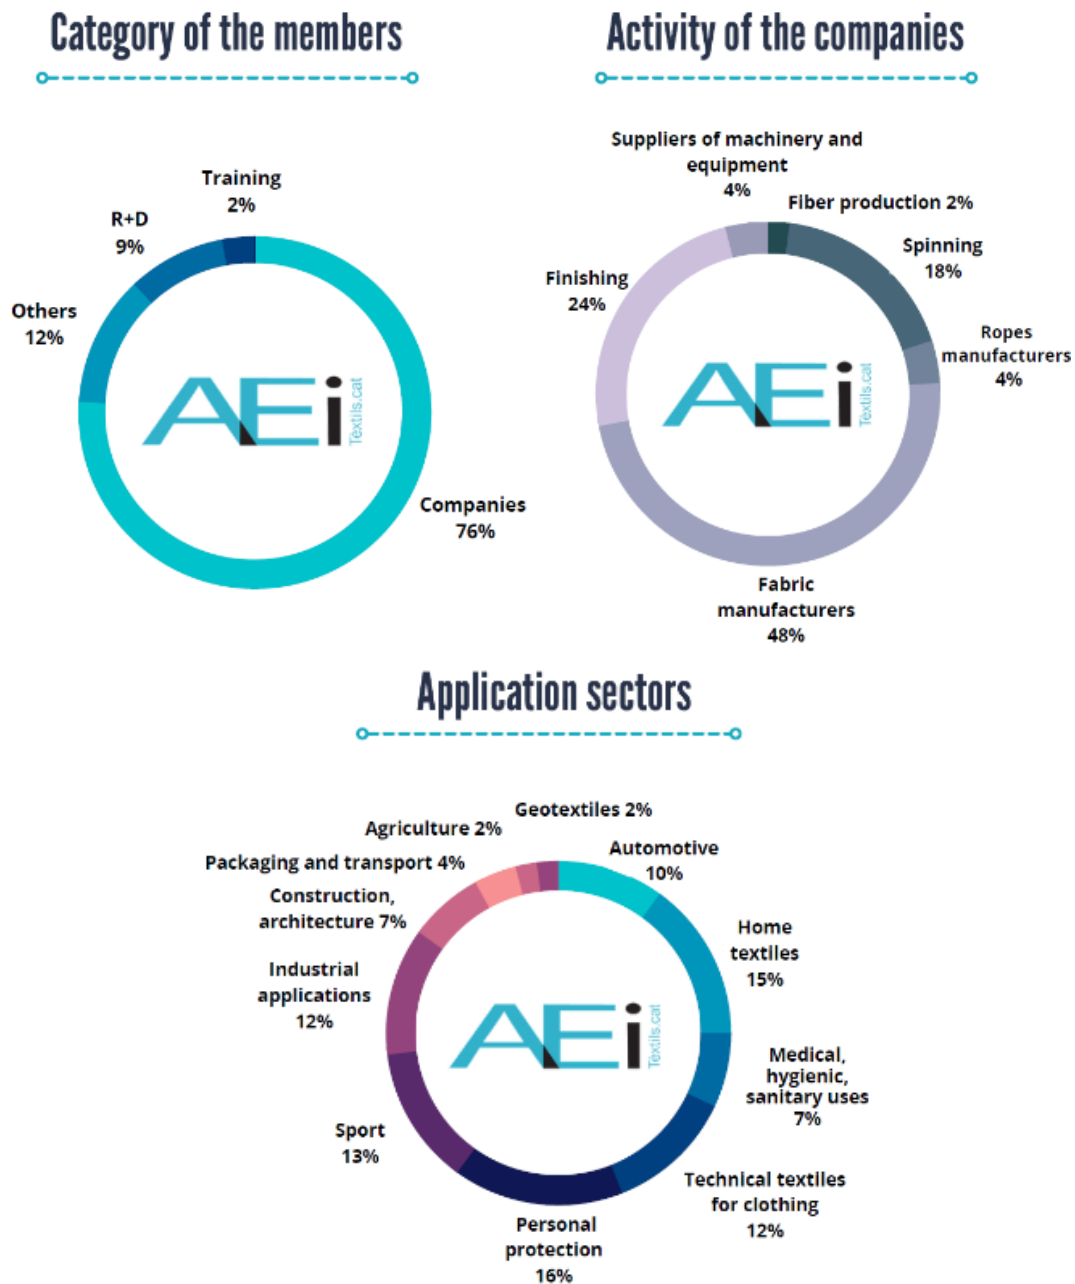 Category of the members
Training
2%
R+D
9%
Others
12%
AEi
Tèxtils.cat
Companies
76%
Activity of the companies
Suppliers of machinery and
equipment
4%
Fiber production 2%
Spinning
18%
Finishing
24%
Ropes
manufacturers
4%
AEi
Tèxtils.cat
Fabric
manufacturers
48%
Application sectors
Geotextiles 2%
Agriculture 2%
Automotive
10%
Packaging and transport 4%
Construction,
architecture 7%
Home
textiles
15%
Industrial
applications
12%
AEi
Tèxtils.cat
Medical,
hygienic,
sanitary uses
7%
Sport
13%
Technical textiles
for clothing
12%
Personal
protection
16%